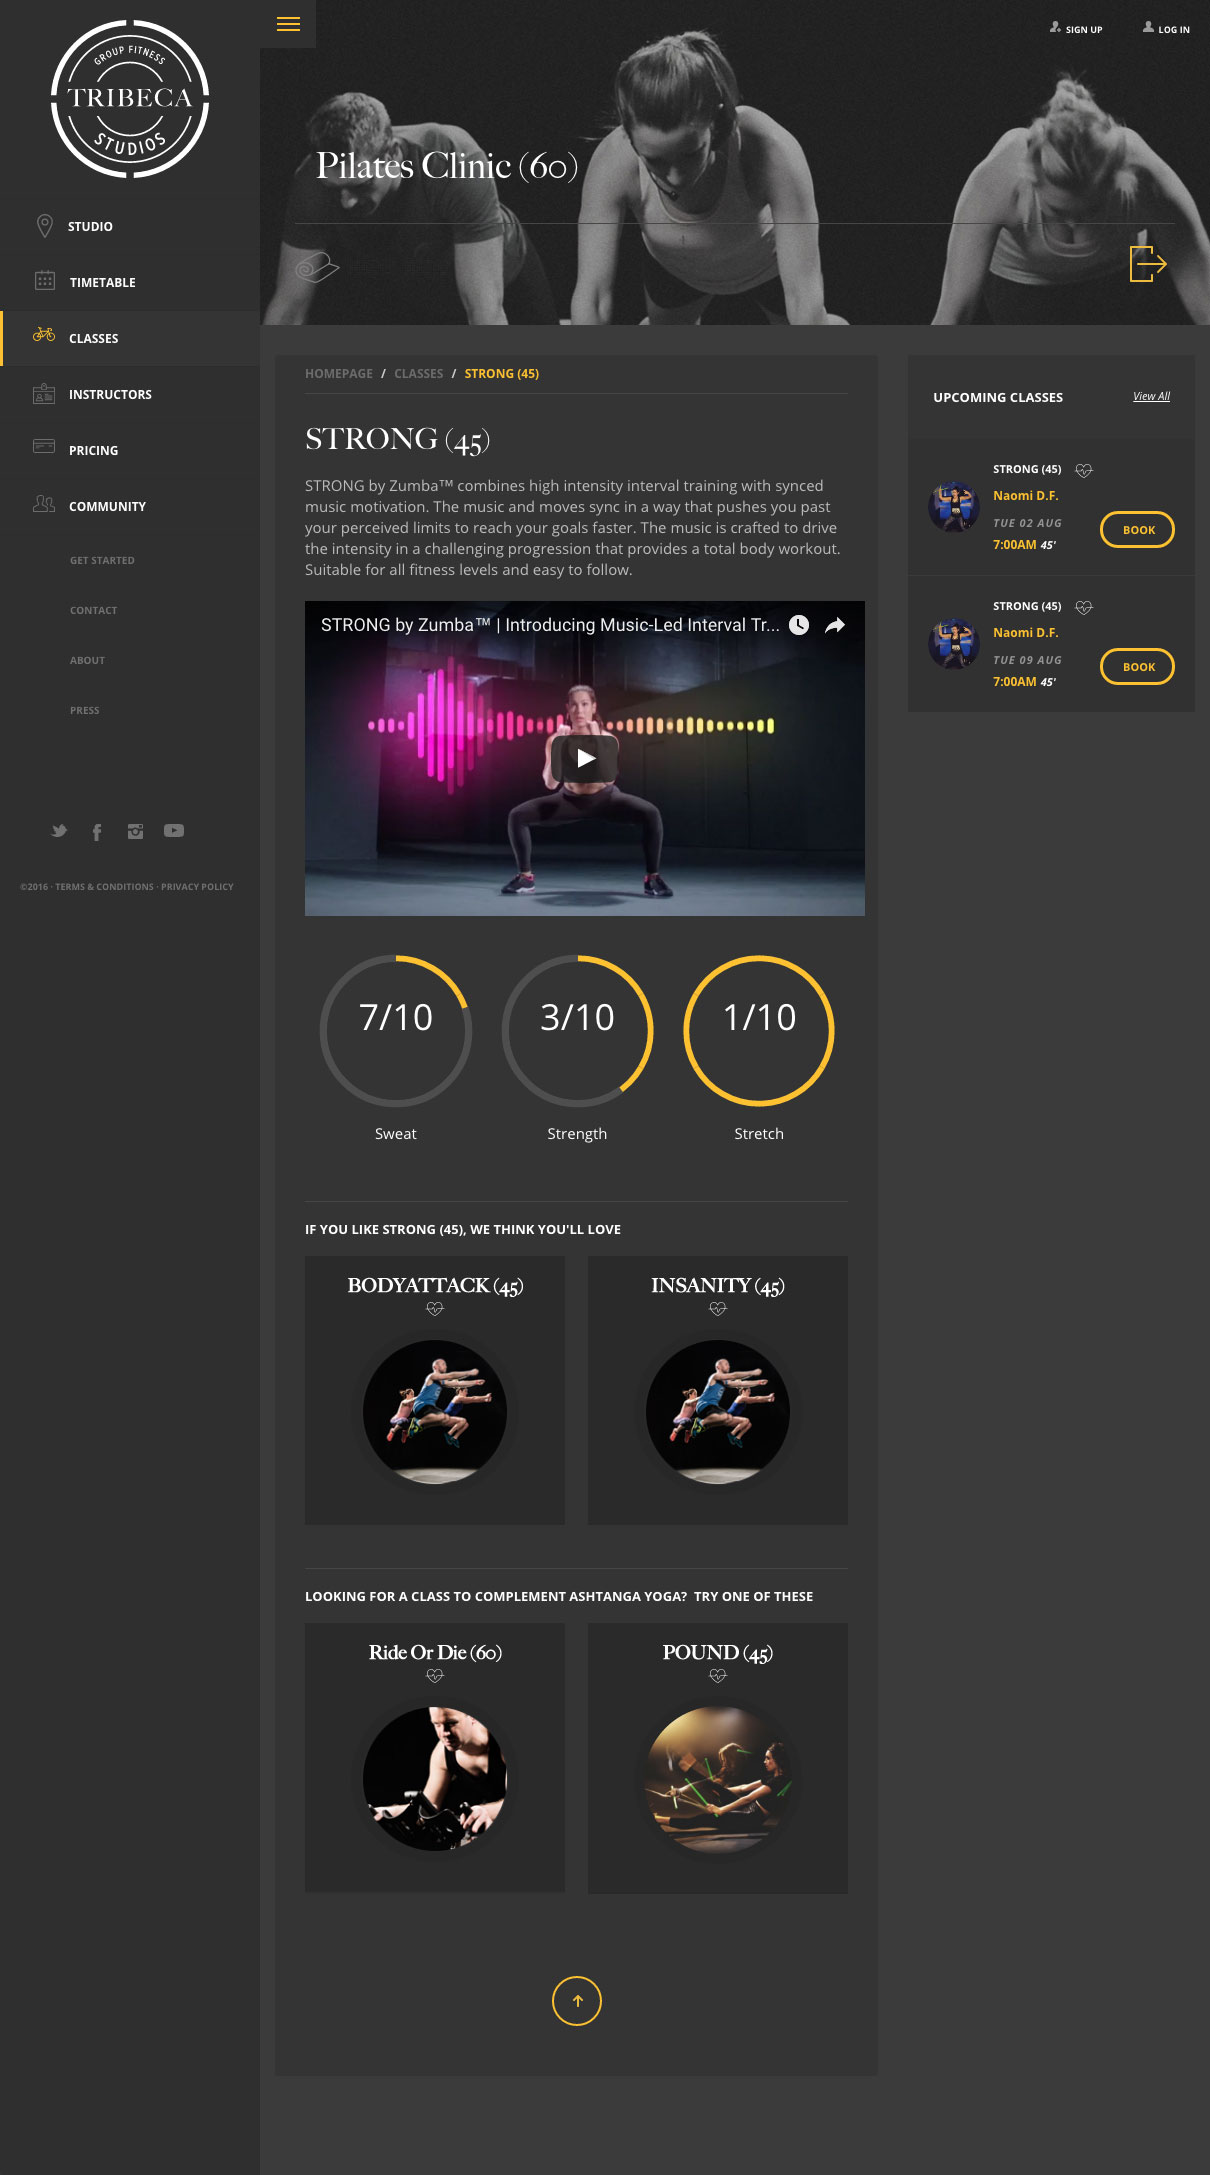 GROUP FITNESS
TRIBECA
STUDIOS
STUDIO
TIMETABLE
CLASSES
INSTRUCTORS
PRICING
COMMUNITY
GET STARTED
CONTACT
ABOUT
PRESS
©2016 · TERMS & CONDITIONS · PRIVACY POLICY
SIGN UP
LOG IN
Pilates Clinic (60)
HOMEPAGE / CLASSES / STRONG (45)
STRONG (45)
STRONG by Zumba™ combines high intensity interval training with synced
music motivation. The music and moves sync in a way that pushes you past
your perceived limits to reach your goals faster. The music is crafted to drive
the intensity in a challenging progression that provides a total body workout.
Suitable for all fitness levels and easy to follow.
STRONG by Zumba™ | Introducing Music-Led Interval Tr...
7/10
3/10
1/10
Sweat
Strength
Stretch
IF YOU LIKE STRONG (45), WE THINK YOU'LL LOVE
BODYATTACK (45)
INSANITY (45)
LOOKING FOR A CLASS TO COMPLEMENT ASHTANGA YOGA? TRY ONE OF THESE
Ride Or Die (60)
POUND (45)
UPCOMING CLASSES
View All
STRONG (45)
Naomi D.F.
TUE 02 AUG
7:00AM 45'
BOOK
STRONG (45)
Naomi D.F.
TUE 09 AUG
7:00AM 45'
BOOK